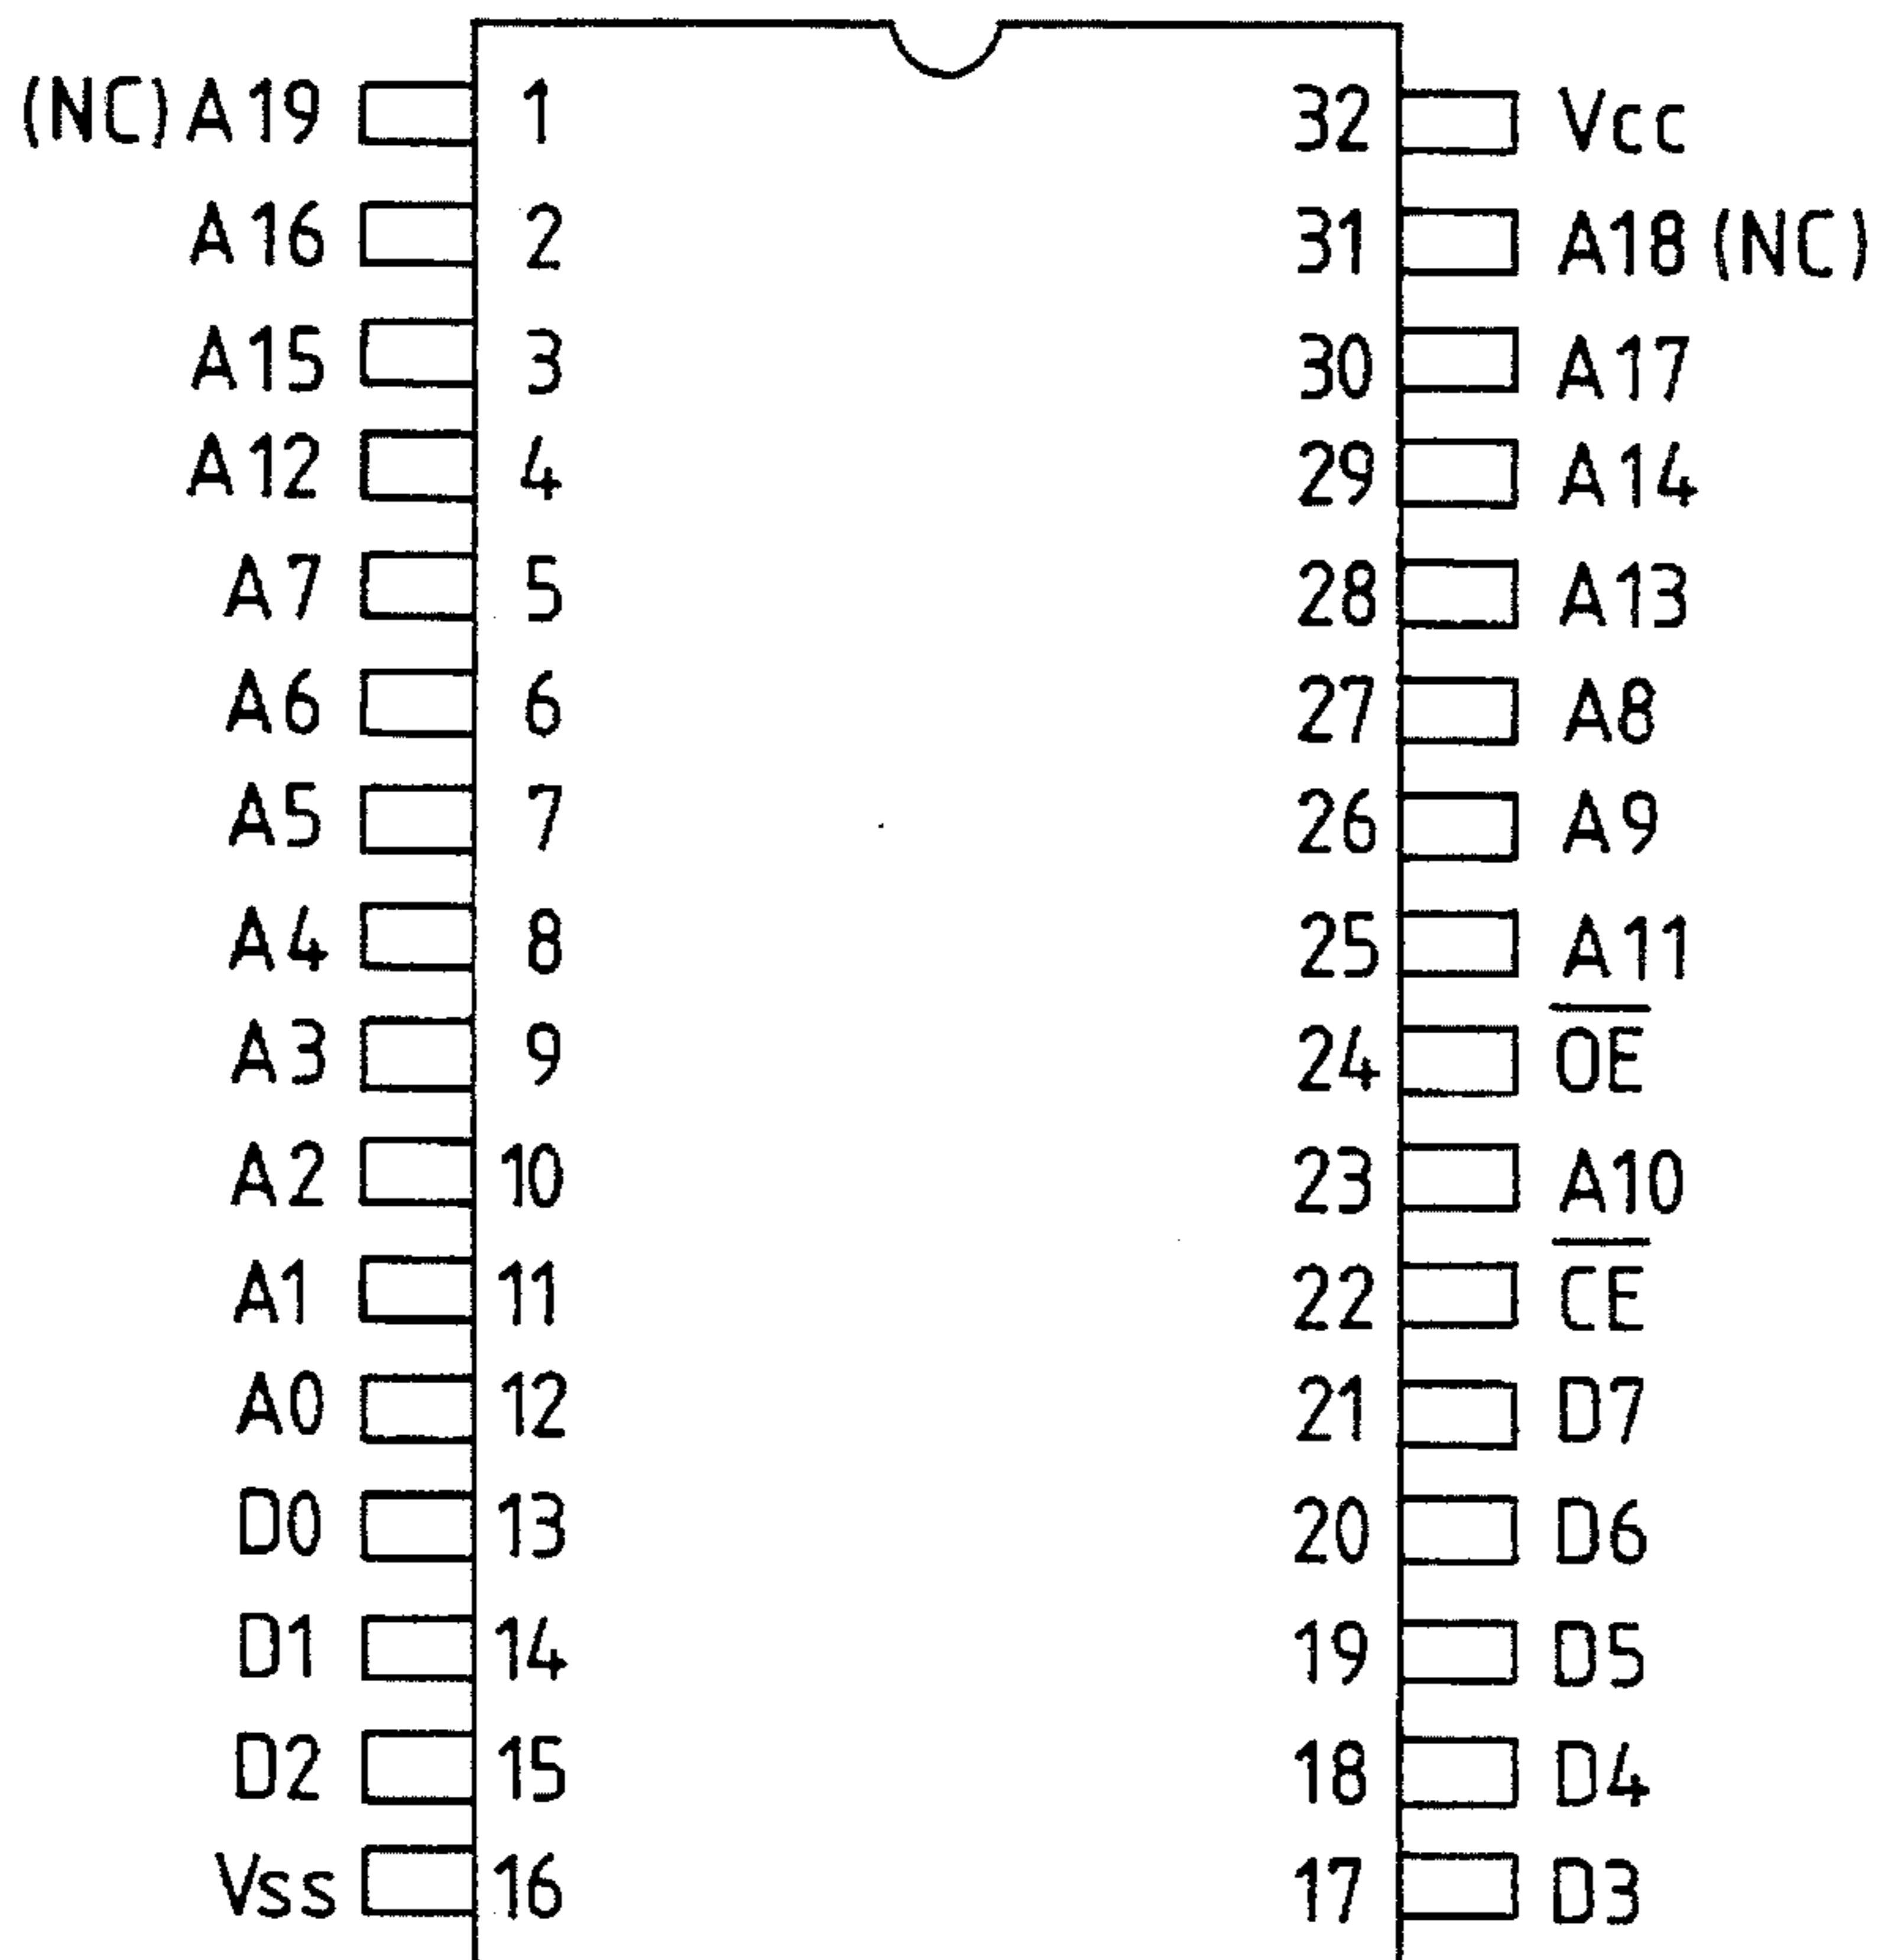 (NC) A19 1 32 Vcc
A16 2 31 A18 (NC)
A15 3 30 A17
A12 4 29 A14
A7 5 28 A13
A6 6 27 A8
A5 7 26 A9
A4 8 25 A11
A3 9 24 O̅E̅
A2 10 23 A10
A1 11 22 C̅E̅
A0 12 21 D7
D0 13 20 D6
D1 14 19 D5
D2 15 18 D4
Vss 16 17 D3